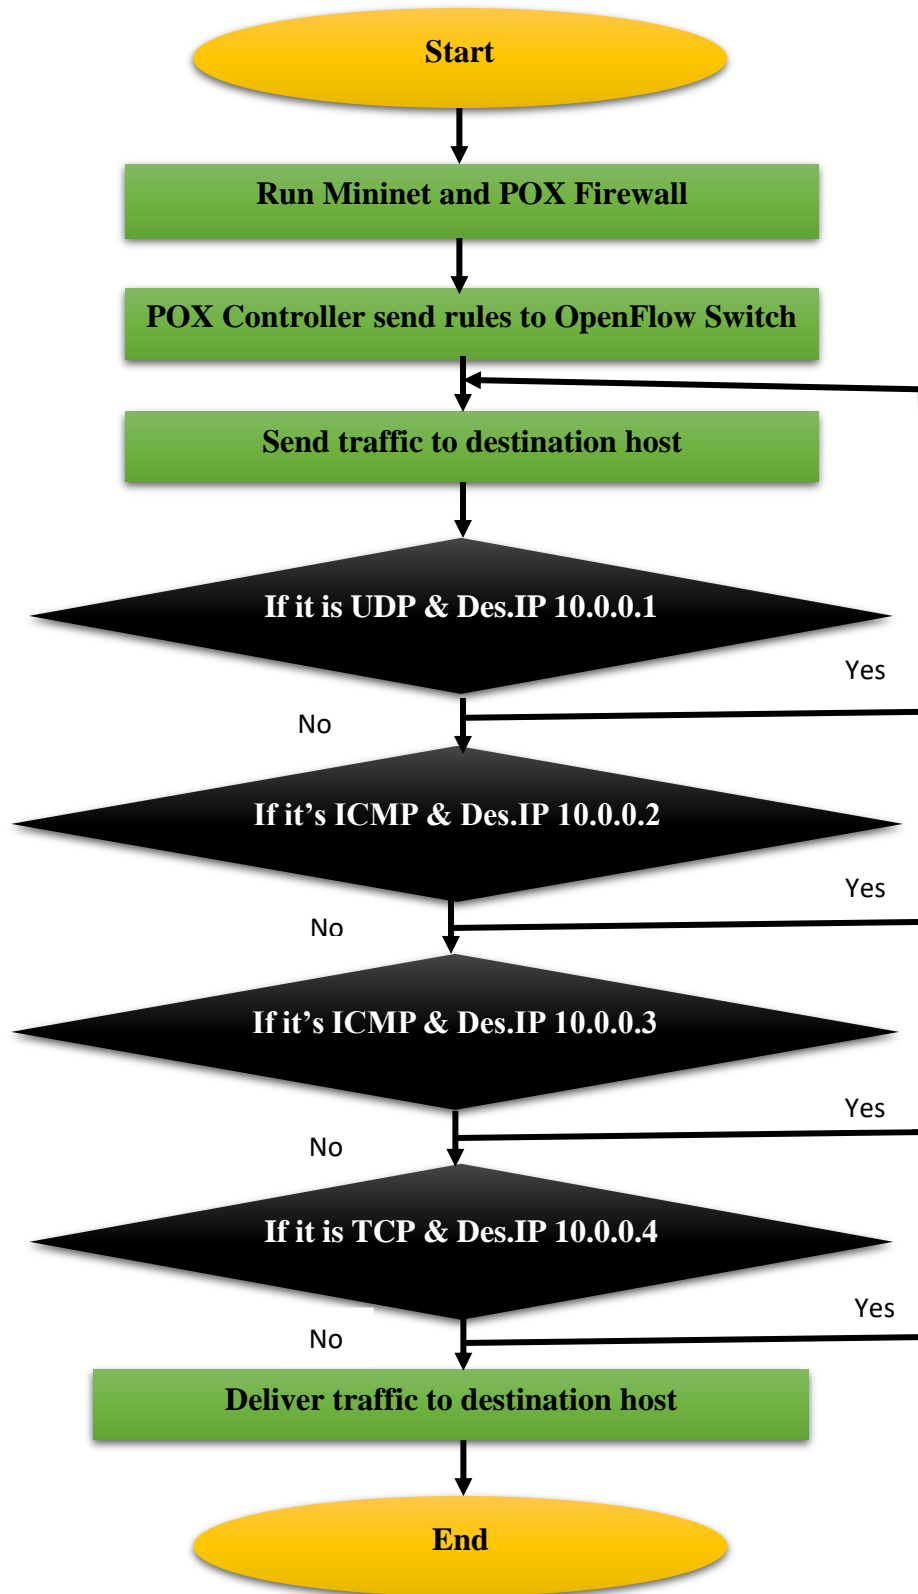 Start
Run Mininet and POX Firewall
POX Controller send rules to OpenFlow Switch
Send traffic to destination host
If it is UDP & Des.IP 10.0.0.1
Yes
No
If it’s ICMP & Des.IP 10.0.0.2
Yes
No
If it’s ICMP & Des.IP 10.0.0.3
Yes
No
If it is TCP & Des.IP 10.0.0.4
Yes
No
Deliver traffic to destination host
End